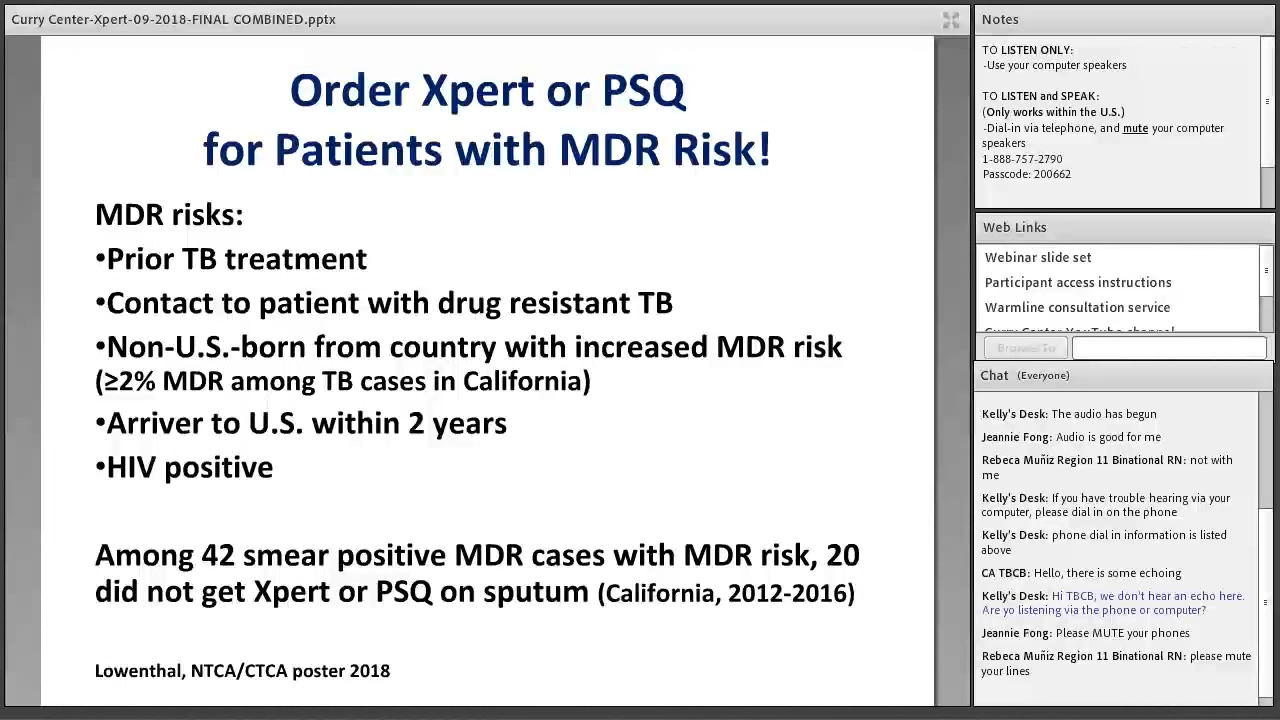 Curry Center-Xpert-09-2018-FINAL COMBINED.pptx
Order Xpert or PSQ
for Patients with MDR Risk!
MDR risks:
•Prior TB treatment
•Contact to patient with drug resistant TB
•Non-U.S.-born from country with increased MDR risk
(≥2% MDR among TB cases in California)
•Arriver to U.S. within 2 years
•HIV positive
Among 42 smear positive MDR cases with MDR risk, 20
did not get Xpert or PSQ on sputum (California, 2012-2016)
Lowenthal, NTCA/CTCA poster 2018
Notes
TO LISTEN ONLY:
-Use your computer speakers
TO LISTEN and SPEAK:
(Only works within the U.S.)
-Dial-in via telephone, and mute your computer
speakers
1-888-757-2790
Passcode: 200662
Web Links
Webinar slide set
Participant access instructions
Warmline consultation service
Curry Center YouTube channel
Browse To
Chat (Everyone)
Kelly's Desk: The audio has begun
Jeannie Fong: Audio is good for me
Rebeca Muñiz Region 11 Binational RN: not with
me
Kelly's Desk: If you have trouble hearing via your
computer, please dial in on the phone
Kelly's Desk: phone dial in information is listed
above
CA TBCB: Hello, there is some echoing
Kelly's Desk: Hi TBCB, we don't hear an echo here.
Are yo listening via the phone or computer?
Jeannie Fong: Please MUTE your phones
Rebeca Muñiz Region 11 Binational RN: please mute
your lines